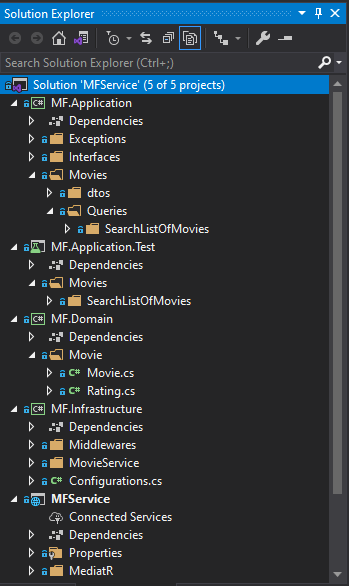 Solution Explorer
Search Solution Explorer (Ctrl+;)
Solution 'MFService' (5 of 5 projects)
C# MF.Application
Dependencies
Exceptions
Interfaces
Movies
dtos
Queries
SearchListOfMovies
MF.Application.Test
Dependencies
Movies
SearchListOfMovies
C# MF.Domain
Dependencies
Movie
C# Movie.cs
C# Rating.cs
C# MF.Infrastructure
Dependencies
Middlewares
MovieService
C# Configurations.cs
MFService
Connected Services
Dependencies
Properties
MediatR